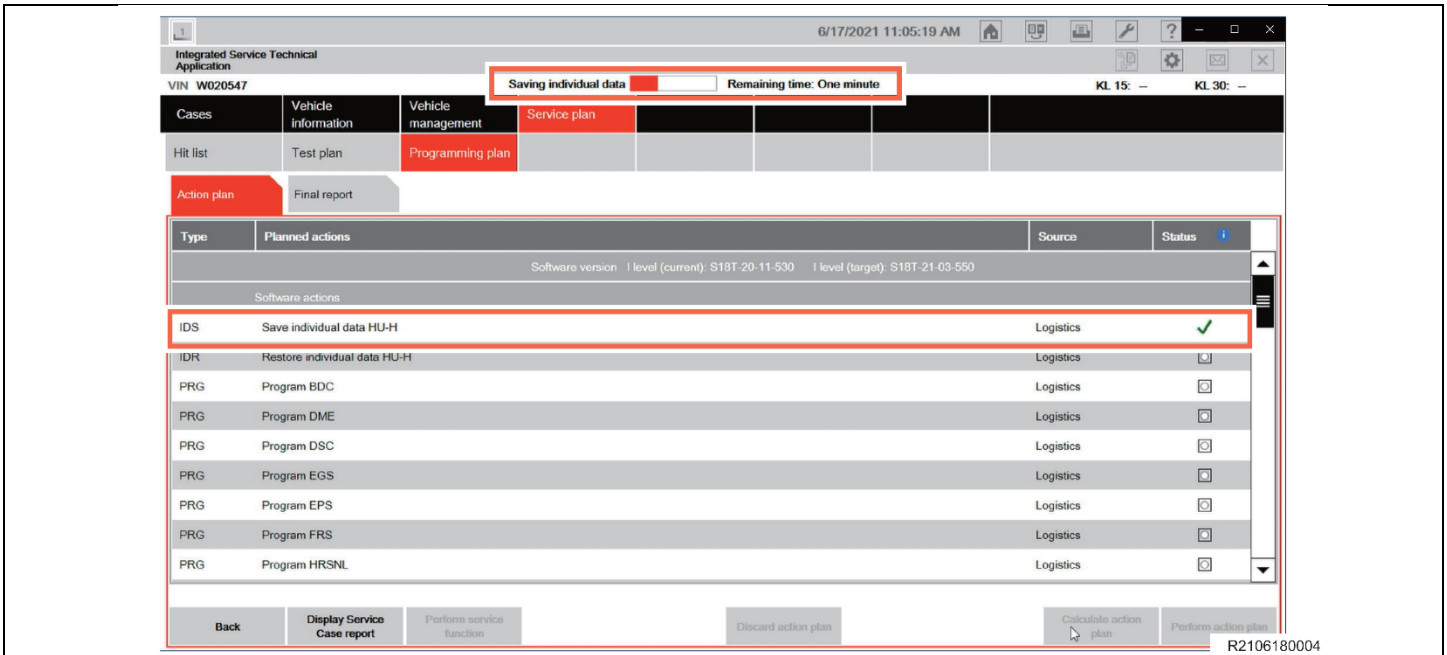 1
6/17/2021 11:05:19 AM
?
Integrated Service Technical
Application
VIN W020547
Saving individual data
Remaining time: One minute
KL 15: –
KL 30: –
Cases
Vehicle
information
Vehicle
management
Service plan
Hit list
Test plan
Programming plan
Action plan
Final report
Type
Planned actions
Source
Status
i
Software version I level (current): S18T-20-11-530 I level (target): S18T-21-03-550
Software actions
IDS Save individual data HU-H Logistics
IDR Restore individual data HU-H Logistics
PRG Program BDC Logistics
PRG Program DME Logistics
PRG Program DSC Logistics
PRG Program EGS Logistics
PRG Program EPS Logistics
PRG Program FRS Logistics
PRG Program HRSNL Logistics
Back
Display Service
Case report
Perform service
function
Discard action plan
Calculate action
plan
Perform action plan
R2106180004